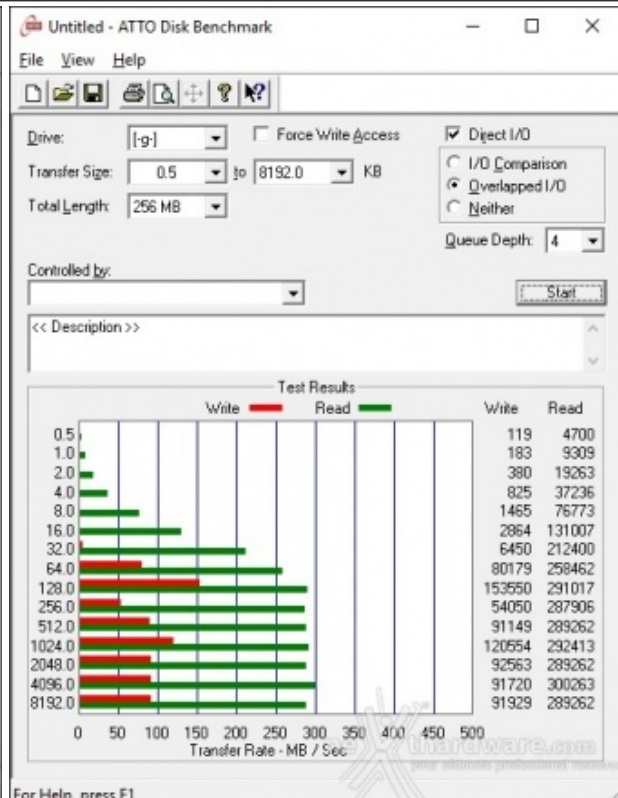 Untitled - ATTO Disk Benchmark
File View Help
Drive: [-g-] Force Write Access Direct I/O
I/O Comparison
Transfer Size: 0.5 to 8192.0 KB
Overlapped I/O
Total Length: 256 MB
Neither
Queue Depth: 4
Controlled by:
Start
<< Description >>
Test Results
Write Read Write Read
0.5 119 4700
1.0 183 9309
2.0 380 19263
4.0 825 37236
8.0 1465 76773
16.0 2864 131007
32.0 6450 212400
64.0 80179 258462
128.0 153550 291017
256.0 54050 287906
512.0 91149 289262
1024.0 120554 292413
2048.0 92563 289262
4096.0 91720 300263
8192.0 91929 289262
0 50 100 150 200 250 300 350 400 450 500
Transfer Rate - MB / Sec
thardware.com
your ultimate professional resource
For Help, press F1